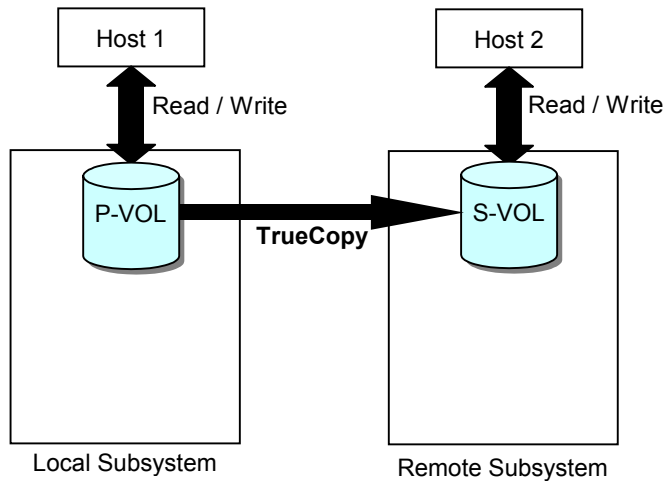 Host 1
Host 2
Read / Write
Read / Write
P-VOL
S-VOL
TrueCopy
Local Subsystem
Remote Subsystem